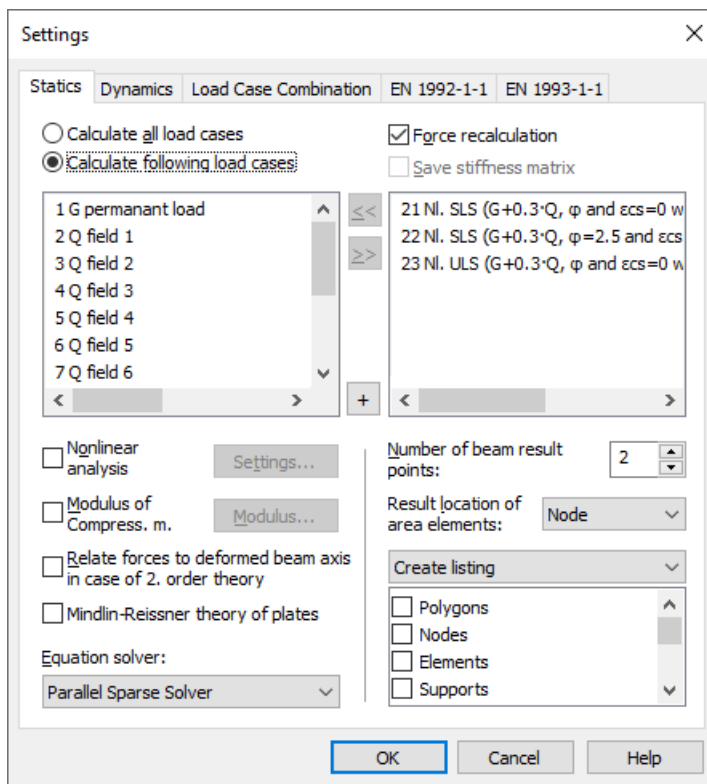 Settings
Statics
Dynamics
Load Case Combination
EN 1992-1-1
EN 1993-1-1
Calculate all load cases
Calculate following load cases
Force recalculation
Save stiffness matrix
1 G permanant load
2 Q field 1
3 Q field 2
4 Q field 3
5 Q field 4
6 Q field 5
7 Q field 6
<<
>>
+
21 Nl. SLS (G+0.3·Q, φ and εcs=0 w
22 Nl. SLS (G+0.3·Q, φ=2.5 and εcs
23 Nl. ULS (G+0.3·Q, φ and εcs=0 w
Nonlinear
analysis
Settings...
Modulus of
Compress. m.
Modulus...
Relate forces to deformed beam axis
in case of 2. order theory
Mindlin-Reissner theory of plates
Equation solver:
Parallel Sparse Solver
Number of beam result
points:
2
Result location of
area elements:
Node
Create listing
Polygons
Nodes
Elements
Supports
OK
Cancel
Help